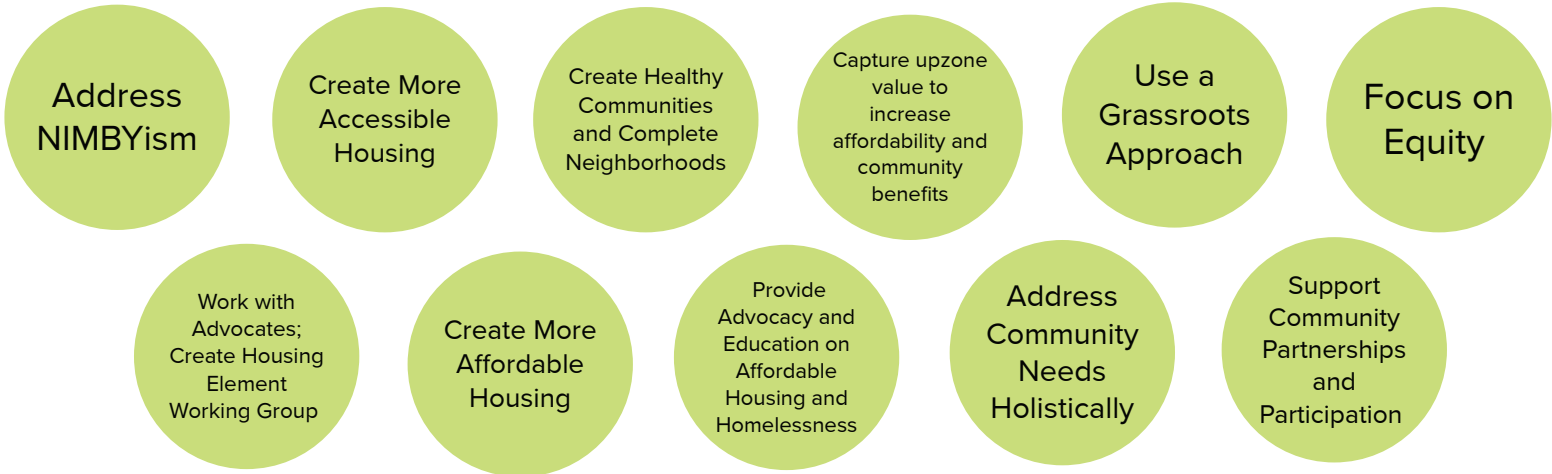 Address
NIMBYism
Create More
Accessible
Housing
Create Healthy
Communities
and Complete
Neighborhoods
Capture upzone
value to
increase
affordability and
community
benefits
Use a
Grassroots
Approach
Focus on
Equity
Work with
Advocates;
Create Housing
Element
Working Group
Create More
Affordable
Housing
Provide
Advocacy and
Education on
Affordable
Housing and
Homelessness
Address
Community
Needs
Holistically
Support
Community
Partnerships
and
Participation